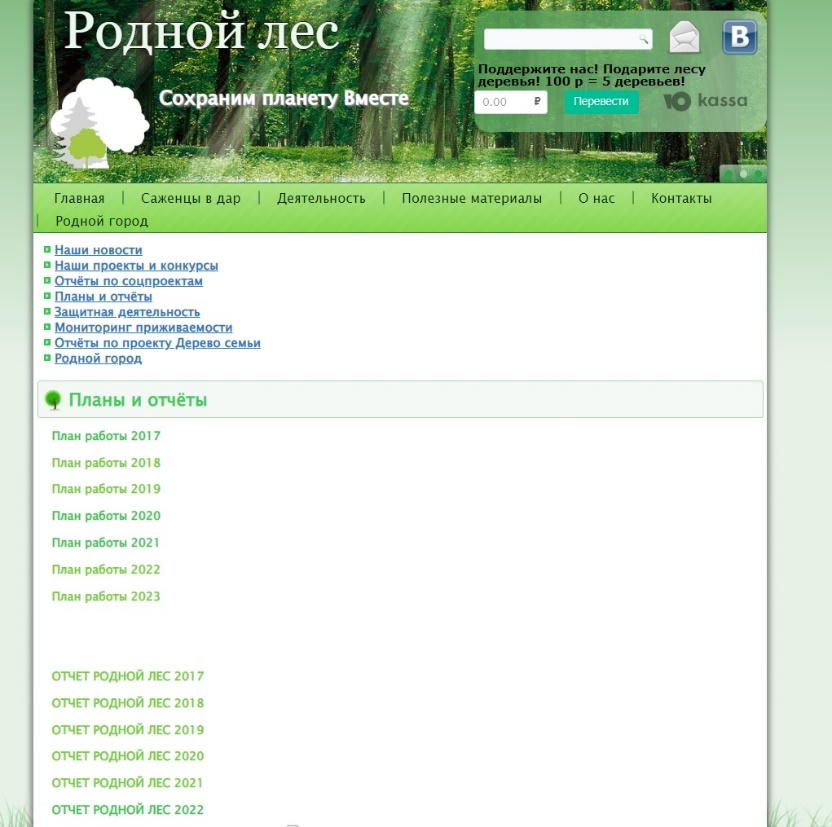 Родной лес
Сохраним планету Вместе
Поддержите нас! Подарите лесу
деревья! 100 р = 5 деревьев!
0.00 ₽ Перевести Ю kassa
В
Главная | Саженцы в дар | Деятельность | Полезные материалы | О нас | Контакты
| Родной город
Наши новости
Наши проекты и конкурсы
Отчёты по соцпроектам
Планы и отчёты
Защитная деятельность
Мониторинг приживаемости
Отчёты по проекту Дерево семьи
Родной город
Планы и отчёты
План работы 2017
План работы 2018
План работы 2019
План работы 2020
План работы 2021
План работы 2022
План работы 2023
ОТЧЕТ РОДНОЙ ЛЕС 2017
ОТЧЕТ РОДНОЙ ЛЕС 2018
ОТЧЕТ РОДНОЙ ЛЕС 2019
ОТЧЕТ РОДНОЙ ЛЕС 2020
ОТЧЕТ РОДНОЙ ЛЕС 2021
ОТЧЕТ РОДНОЙ ЛЕС 2022